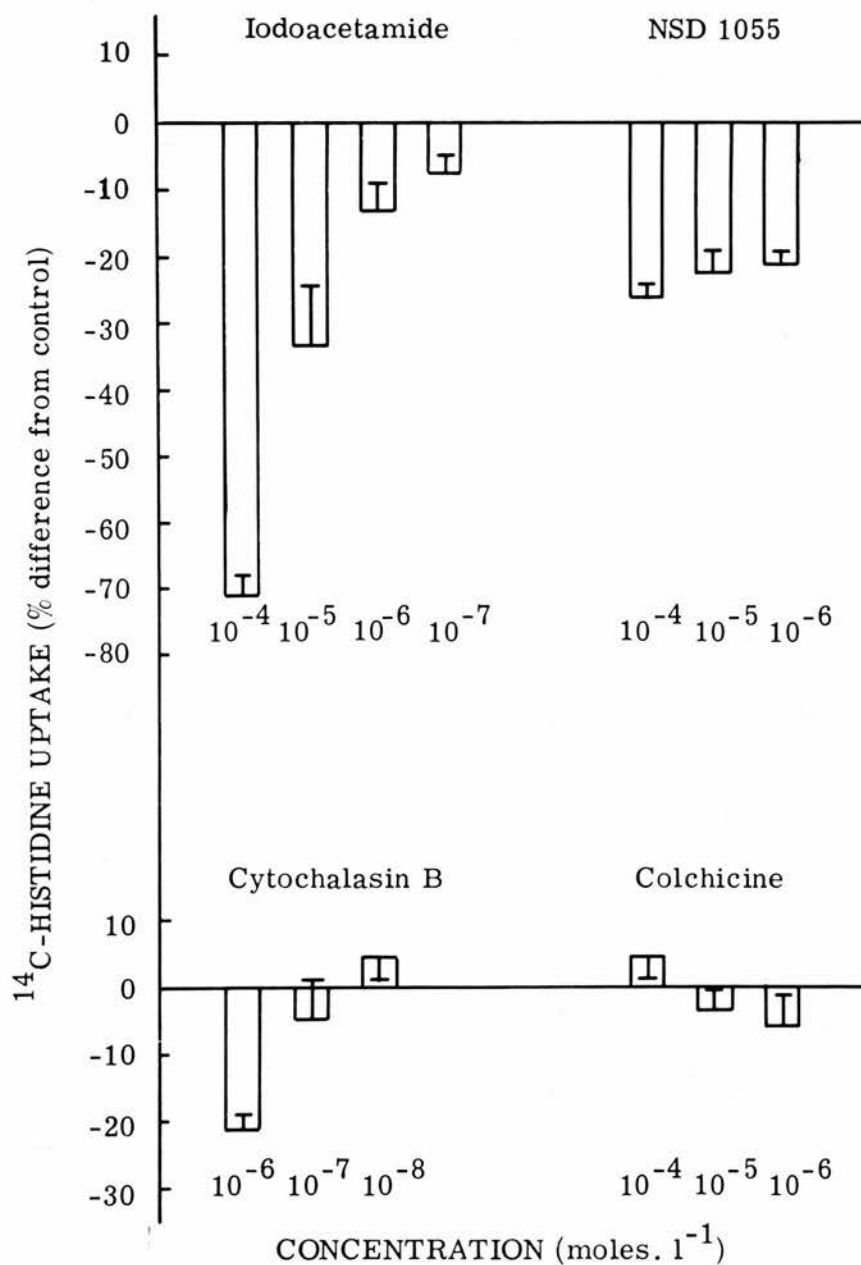 Iodoacetamide NSD 1055
10
0
-10
-20
-30
-40
-50
-60
-70
-80
10⁻⁴ 10⁻⁵ 10⁻⁶ 10⁻⁷ 10⁻⁴ 10⁻⁵ 10⁻⁶
Cytochalasin B Colchicine
10
0
-10
-20
-30
10⁻⁶ 10⁻⁷ 10⁻⁸ 10⁻⁴ 10⁻⁵ 10⁻⁶
¹⁴C-HISTIDINE UPTAKE (% difference from control)
CONCENTRATION (moles. l⁻¹)